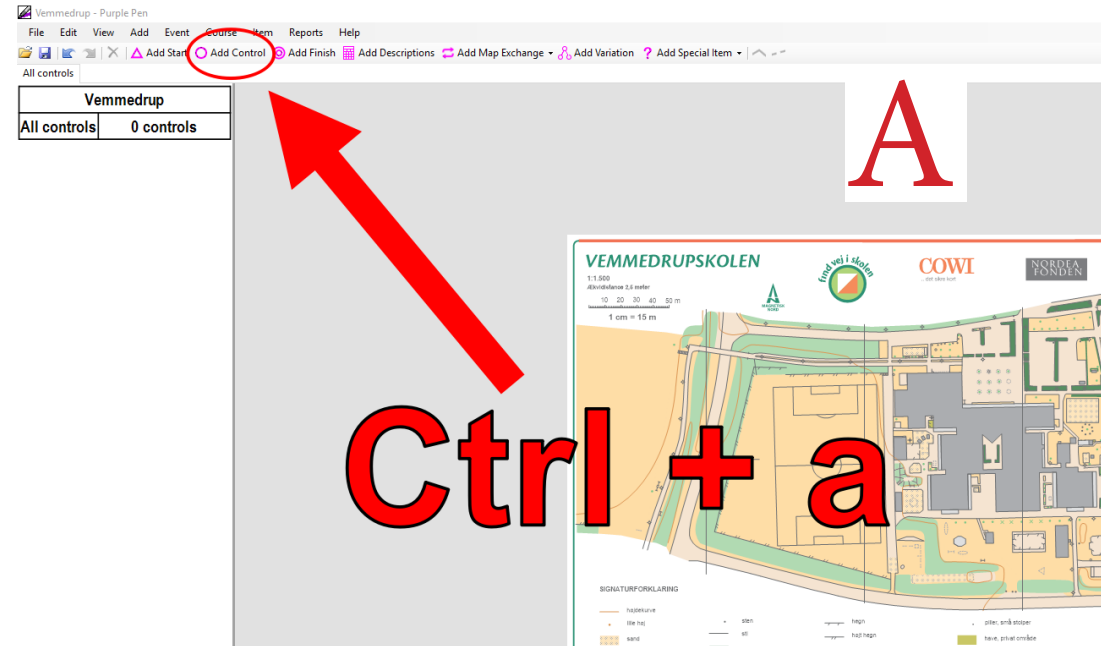 Vemmedrup - Purple Pen
File Edit View Add Event Course Item Reports Help
Add Start Add Control Add Finish Add Descriptions Add Map Exchange Add Variation ? Add Special Item
All controls
Vemmedrup
All controls 0 controls
A
VEMMEDRUPSKOLEN
1:1.500
Ækvidistance 2,5 meter
10 20 30 40 50 m
1 cm = 15 m
MAGNETISK
NORD
find vej i skolen
COWI
NORDEA
FONDEN
Ctrl + a
SIGNATURFORKLARING
højdekurve
lille høj
sand
sten
sti
hegn
højt hegn
piller, små stolper
have, privat område